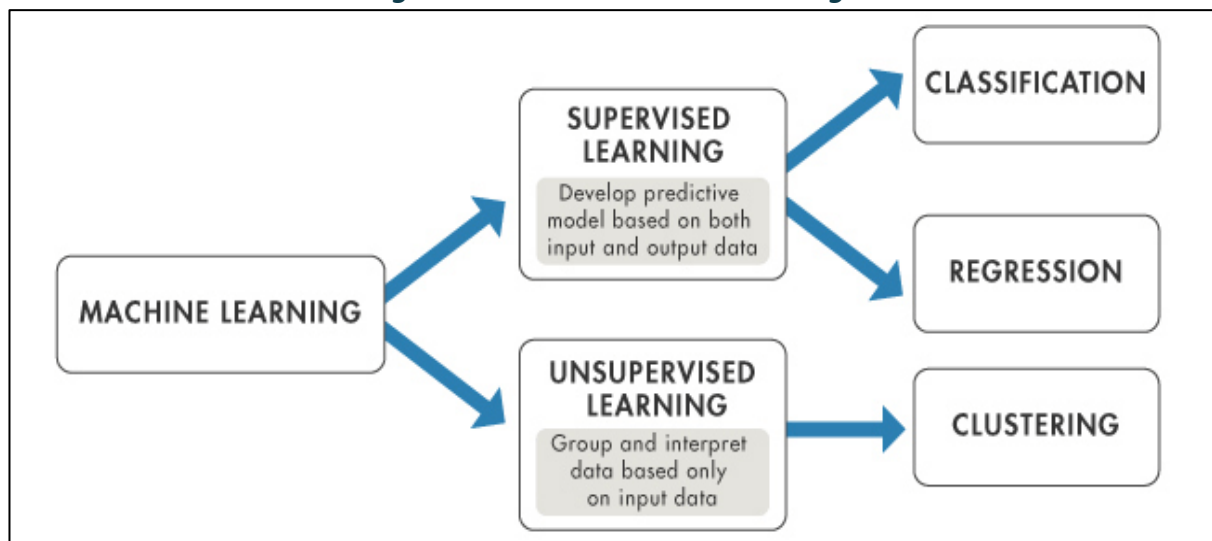 MACHINE LEARNING
SUPERVISED
LEARNING
Develop predictive
model based on both
input and output data
UNSUPERVISED
LEARNING
Group and interpret
data based only
on input data
CLASSIFICATION
REGRESSION
CLUSTERING